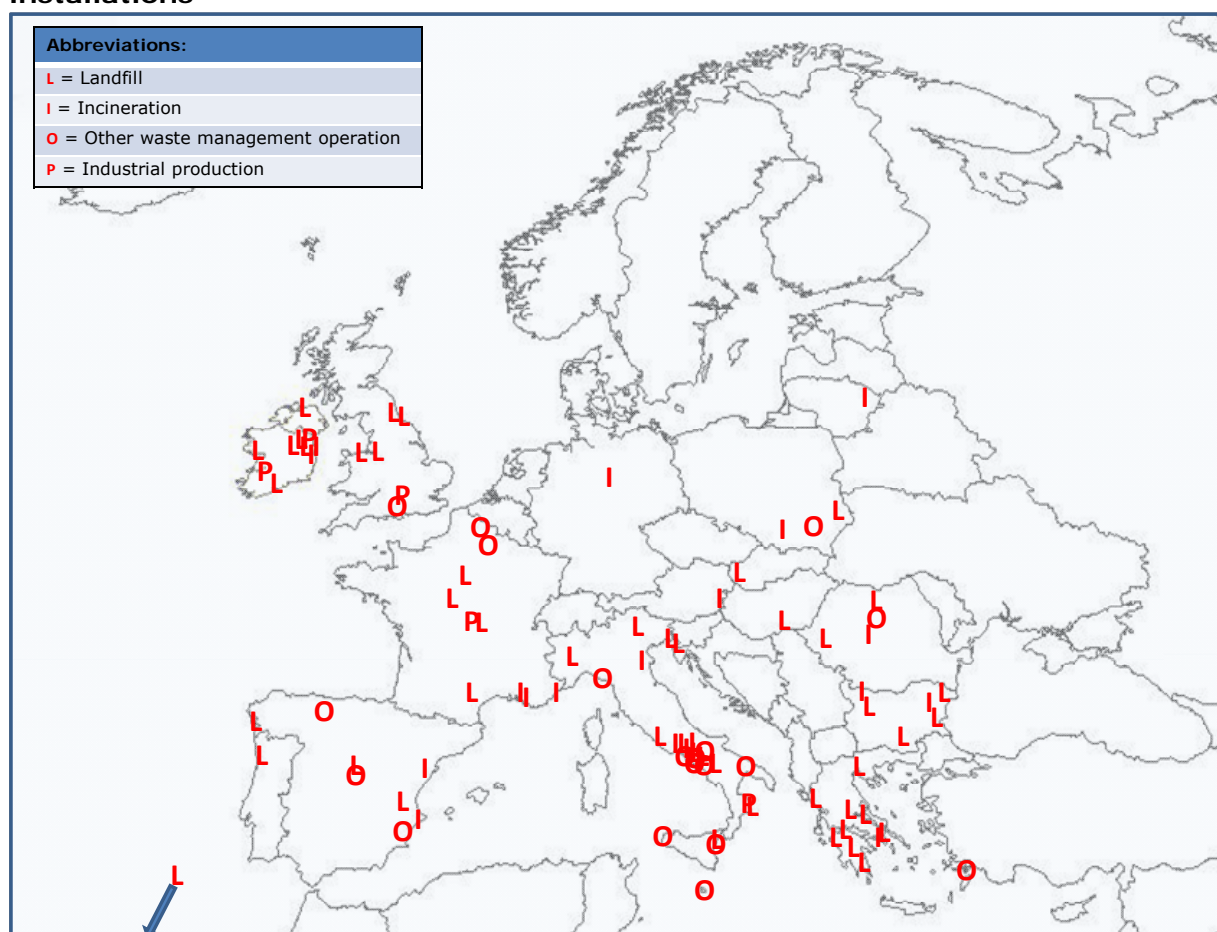 installations
Abbreviations:
L = Landfill
I = Incineration
O = Other waste management operation
P = Industrial production
I
L
L L
L
L L
P
L
I
P
O
L
I O
O
O
L
L
L
I
P L
L
L
O
I
L
L
L L
L
I
O
L
I I
I
I
L
L
I
L
L
O
L
L
L
O
I
L
I
O
L
O
O
L
L
P L
L
L
L
L
O
O
L
O
L
O